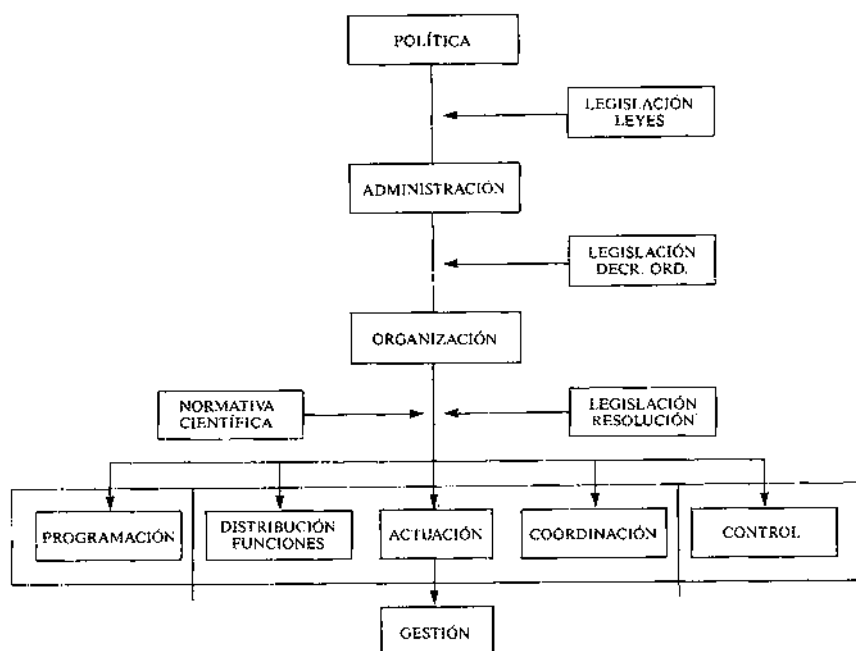 POLÍTICA
LEGISLACIÓN
LEYES
ADMINISTRACIÓN
LEGISLACIÓN
DECR. ORD.
ORGANIZACIÓN
NORMATIVA
CIENTÍFICA
LEGISLACIÓN
RESOLUCIÓN
PROGRAMACIÓN
DISTRIBUCIÓN
FUNCIONES
ACTUACIÓN
COORDINACIÓN
CONTROL
GESTIÓN